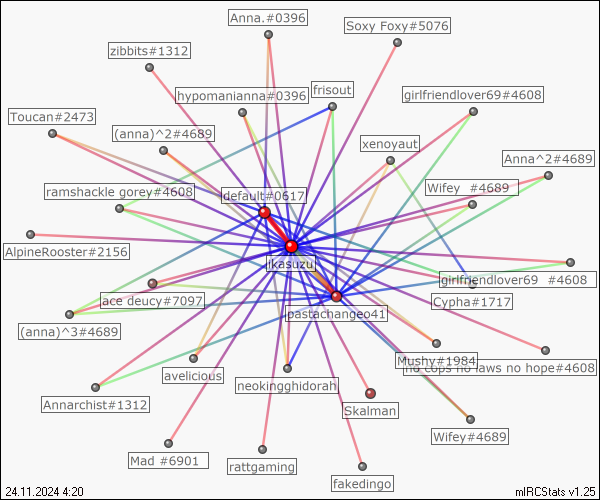 Anna.#0396
Soxy Foxy#5076
zibbits#1312
frisout
hypomanianna#0396
girlfriendlover69#4608
Toucan#2473
(anna)^2#4689
xenoyaut
Anna^2#4689
ramshackle gorey#4608
default#0617
Wifey #4689
AlpineRooster#2156
jkasuzu
girlfriendlover69 #4608
ace deucy#7097
Cypha#1717
pastachangeo41
(anna)^3#4689
Mushy#1984
no cops no laws no hope#4608
avelicious
neokingghidorah
Annarchist#1312
Skalman
Wifey#4689
Mad #6901
rattgaming
fakedingo
24.11.2024 4:20
mIRCStats v1.25